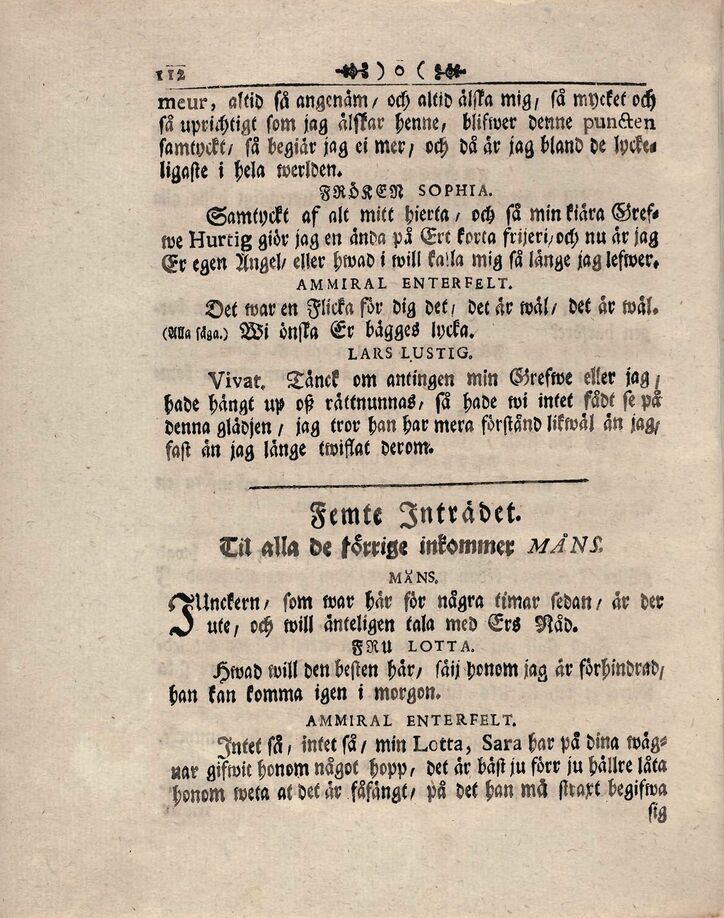 112 ) o (
meur, altid så angenäm/ och altid älska mig/ så mycket och
så uprichtigt som jag älskar henne, blifwer denne puncten
samtyckt/ så begiär jag ei mer, och då är jag bland de lycke=
ligaste i hela werlden.
FRÖKEN SOPHIA.
Samtyckt af alt mitt hierta, och så min kiära Gref=
we Hurtig giör jag en ända på Ert korta frijeri/ och nu är jag
Er egen Angel/ eller hwad i will kalla mig så länge jag lefwer.
AMMIRAL ENTERFELT.
Det war en Flicka för dig det/ det är wäl/ det är wäl.
(Alla säga.) Wi önska Er bägges lycka.
LARS LUSTIG.
Vivat. Tänck om antingen min Grefwe eller jag/
hade hängt up oß rättnunnas, så hade wi intet fådt se på
denna glädjen, jag tror han har mera förstånd likwäl än jag/
fast än jag länge twiflat derom.
Femte Inträdet.
Til alla de förrige inkommer MÅNS.
MÅNS.
JUnckern/ som war här för några timar sedan/ är der
ute, och will änteligen tala med Ers Nåd.
FRU LOTTA.
Hwad will den besten här, säij honom jag är förhindrad/
han kan komma igen i morgon.
AMMIRAL ENTERFELT.
Intet så, intet så, min Lotta, Sara har på dina wäg=
nar gifwit honom något hopp, det är bäst ju förr ju hällre låta
honom weta at det är fåfängt, på det han må straxt begifwa
sig